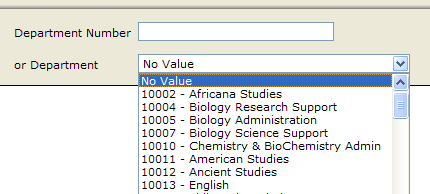 Department Number
or Department No Value
No Value
10002 - Africana Studies
10004 - Biology Research Support
10005 - Biology Administration
10007 - Biology Science Support
10010 - Chemistry & BioChemistry Admin
10011 - American Studies
10012 - Ancient Studies
10013 - English